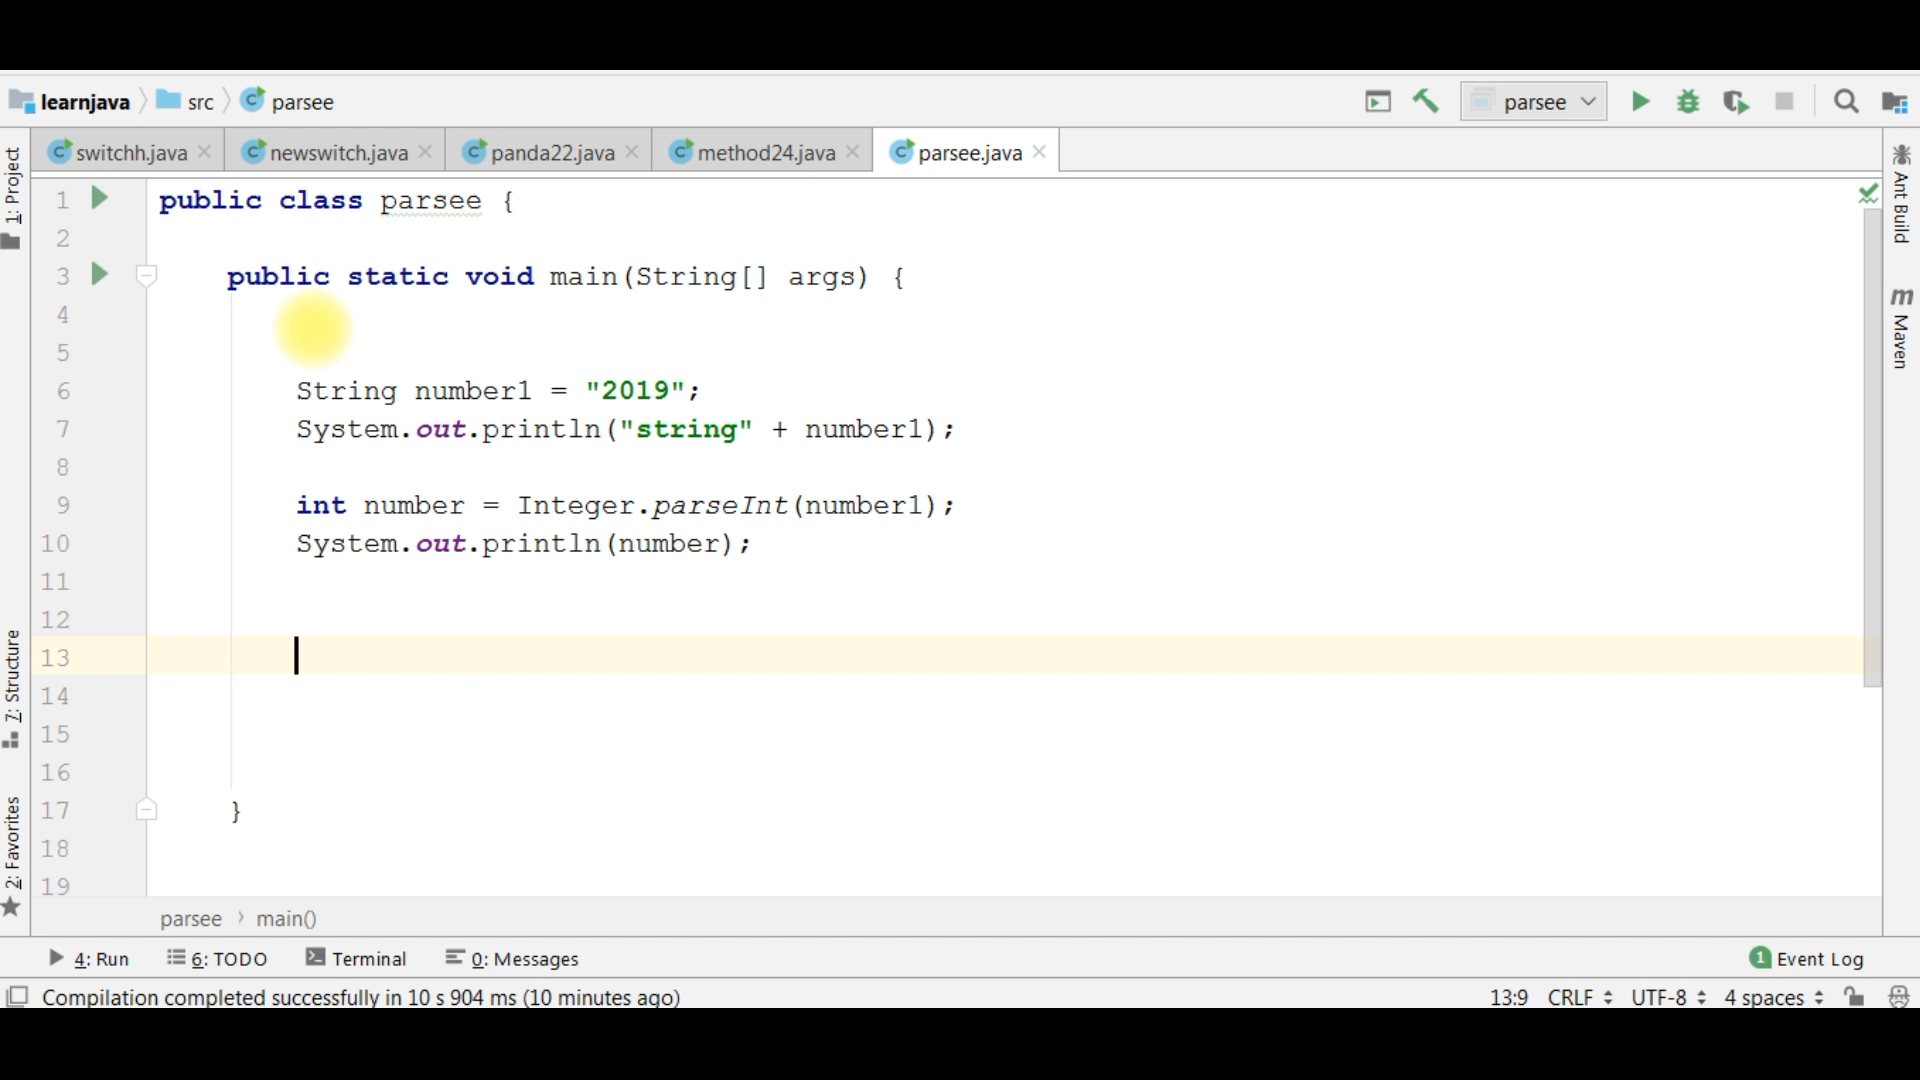 learnjava src parsee parsee
switchh.java newswitch.java panda22.java method24.java parsee.java
1: Project
7: Structure
2: Favorites
1 public class parsee {
2
3 public static void main(String[] args) {
4
5
6 String number1 = "2019";
7 System.out.println("string" + number1);
8
9 int number = Integer.parseInt(number1);
10 System.out.println(number);
11
12
13
14
15
16
17 }
18
19
Ant Build
m Maven
parsee › main()
4: Run 6: TODO Terminal 0: Messages 1 Event Log
Compilation completed successfully in 10 s 904 ms (10 minutes ago) 13:9 CRLF UTF-8 4 spaces